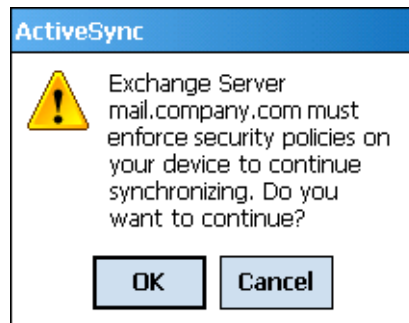 ActiveSync
Exchange Server
mail.company.com must
enforce security policies on
your device to continue
synchronizing. Do you
want to continue?
OK Cancel